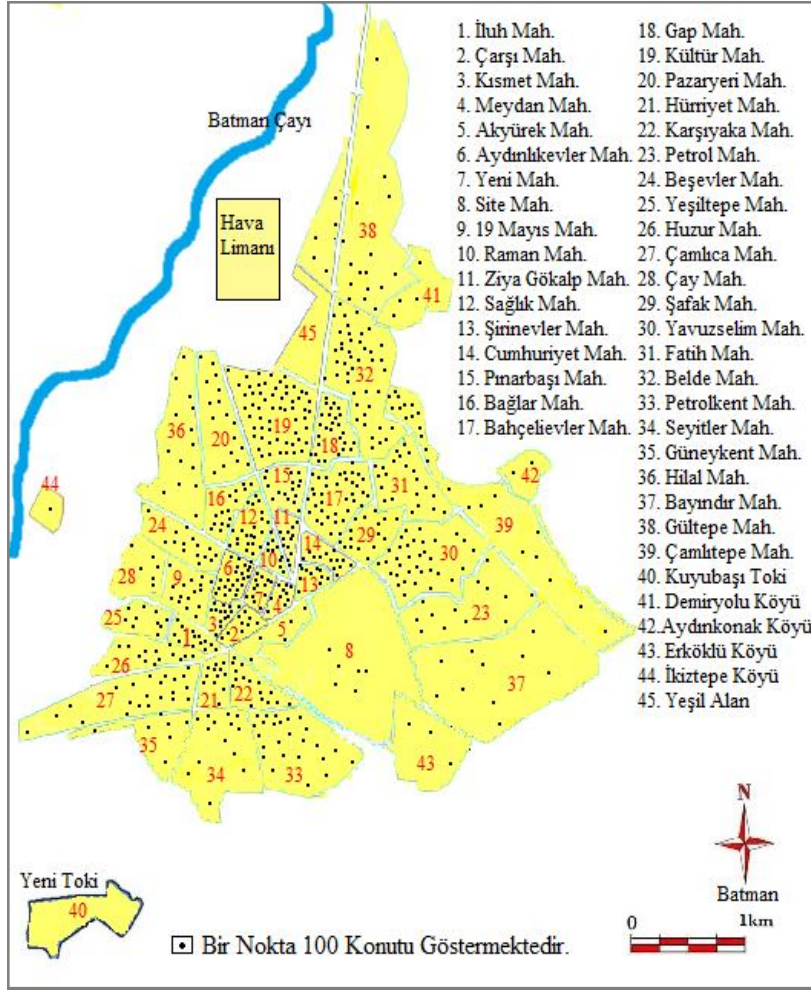 1. İluh Mah.
2. Çarşı Mah.
3. Kısmet Mah.
4. Meydan Mah.
5. Akyürek Mah.
6. Aydınlıkevler Mah.
7. Yeni Mah.
8. Site Mah.
9. 19 Mayıs Mah.
10. Raman Mah.
11. Ziya Gökalp Mah.
12. Sağlık Mah.
13. Şirinevler Mah.
14. Cumhuriyet Mah.
15. Pınarbaşı Mah.
16. Bağlar Mah.
17. Bahçelievler Mah.
18. Gap Mah.
19. Kültür Mah.
20. Pazaryeri Mah.
21. Hürriyet Mah.
22. Karşıyaka Mah.
23. Petrol Mah.
24. Beşevler Mah.
25. Yeşiltepe Mah.
26. Huzur Mah.
27. Çamlıca Mah.
28. Çay Mah.
29. Şafak Mah.
30. Yavuzselim Mah.
31. Fatih Mah.
32. Belde Mah.
33. Petrolkent Mah.
34. Seyitler Mah.
35. Güneykent Mah.
36. Hilal Mah.
37. Bayındır Mah.
38. Gültepe Mah.
39. Çamlıtepe Mah.
40. Kuyubaşı Toki
41. Demiryolu Köyü
42.Aydınkonak Köyü
43. Erköklü Köyü
44. İkiztepe Köyü
45. Yeşil Alan
Batman Çayı
Hava
Limanı
38
41
45
32
36
20
19
18
15
17
31
42
44
16
12
11
39
24
14
29
30
10
6
28
9
13
7
4
23
25
3
2
5
1
8
26
22
21
27
37
35
34
33
43
N
Batman
0 1km
Yeni Toki
40
Bir Nokta 100 Konutu Göstermektedir.